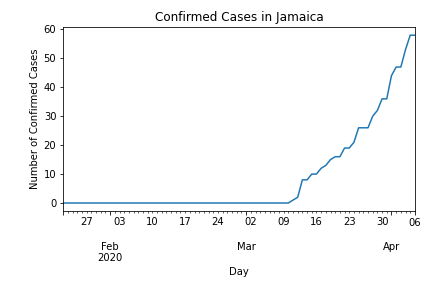 Confirmed Cases in Jamaica
60
50
40
30
20
10
0
Number of Confirmed Cases
27 03 10 17 24 02 09 16 23 30 06
Feb Mar Apr
2020
Day